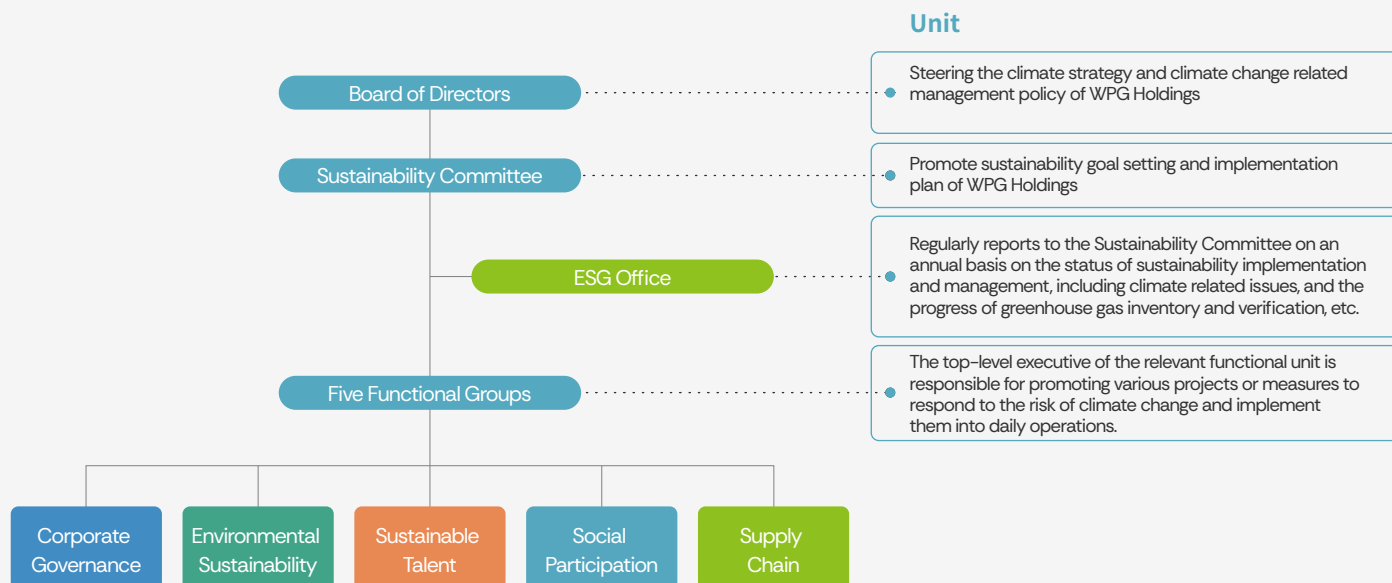 Unit
Board of Directors
Steering the climate strategy and climate change related
management policy of WPG Holdings
Sustainability Committee
Promote sustainability goal setting and implementation
plan of WPG Holdings
ESG Office
Regularly reports to the Sustainability Committee on an
annual basis on the status of sustainability implementation
and management, including climate related issues, and the
progress of greenhouse gas inventory and verification, etc.
Five Functional Groups
The top-level executive of the relevant functional unit is
responsible for promoting various projects or measures to
respond to the risk of climate change and implement
them into daily operations.
Corporate
Governance
Environmental
Sustainability
Sustainable
Talent
Social
Participation
Supply
Chain